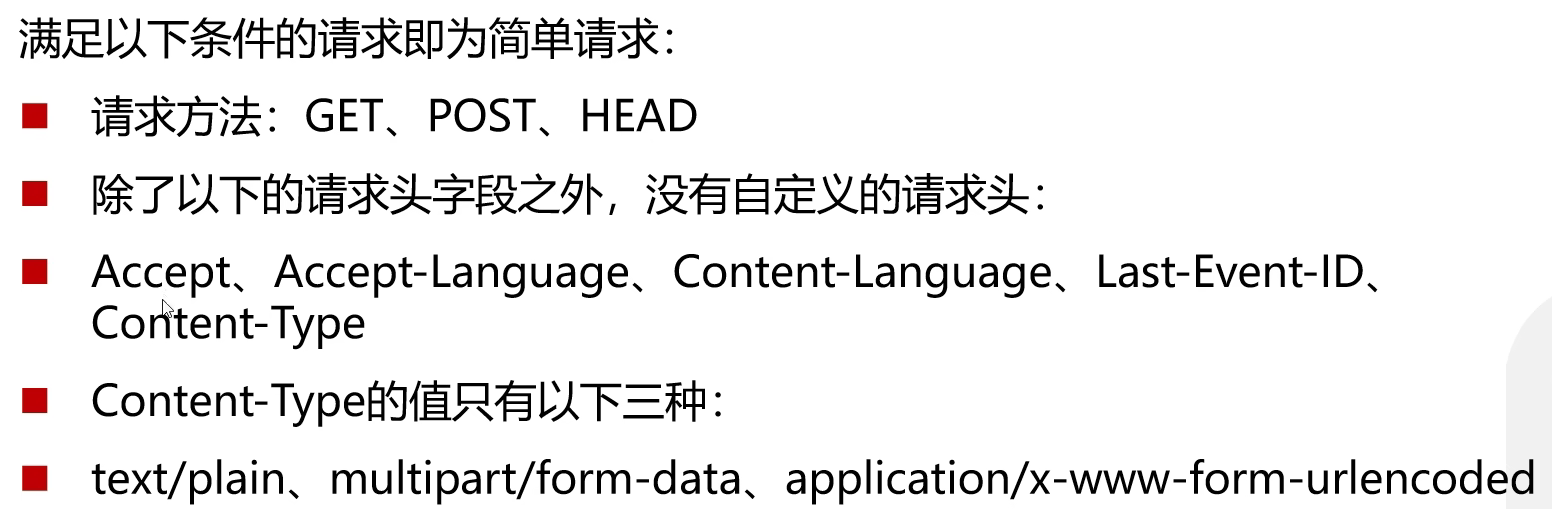 满足以下条件的请求即为简单请求：
请求方法：GET、POST、HEAD
除了以下的请求头字段之外，没有自定义的请求头：
Accept、Accept-Language、Content-Language、Last-Event-ID、
Content-Type
Content-Type的值只有以下三种：
text/plain、multipart/form-data、application/x-www-form-urlencoded